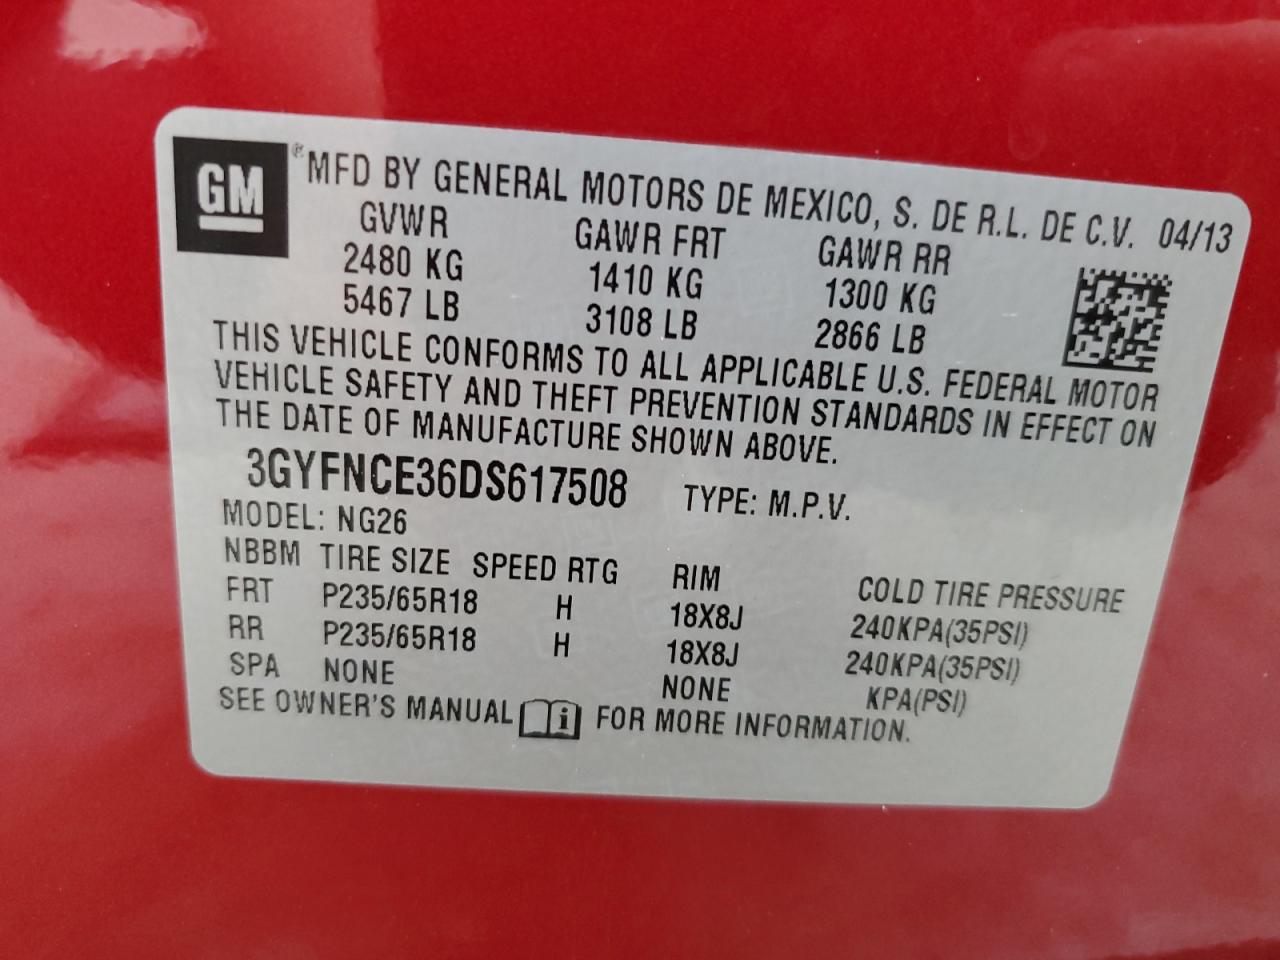 GM ® MFD BY GENERAL MOTORS DE MEXICO, S. DE R.L. DE C.V. 04/13
GVWR GAWR FRT GAWR RR
2480 KG 1410 KG 1300 KG
5467 LB 3108 LB 2866 LB
THIS VEHICLE CONFORMS TO ALL APPLICABLE U.S. FEDERAL MOTOR
VEHICLE SAFETY AND THEFT PREVENTION STANDARDS IN EFFECT ON
THE DATE OF MANUFACTURE SHOWN ABOVE.
3GYFNCE36DS617508 TYPE: M.P.V.
MODEL: NG26
NBBM TIRE SIZE SPEED RTG RIM COLD TIRE PRESSURE
FRT P235/65R18 H 18X8J 240KPA(35PSI)
RR P235/65R18 H 18X8J 240KPA(35PSI)
SPA NONE NONE KPA(PSI)
SEE OWNER'S MANUAL i FOR MORE INFORMATION.